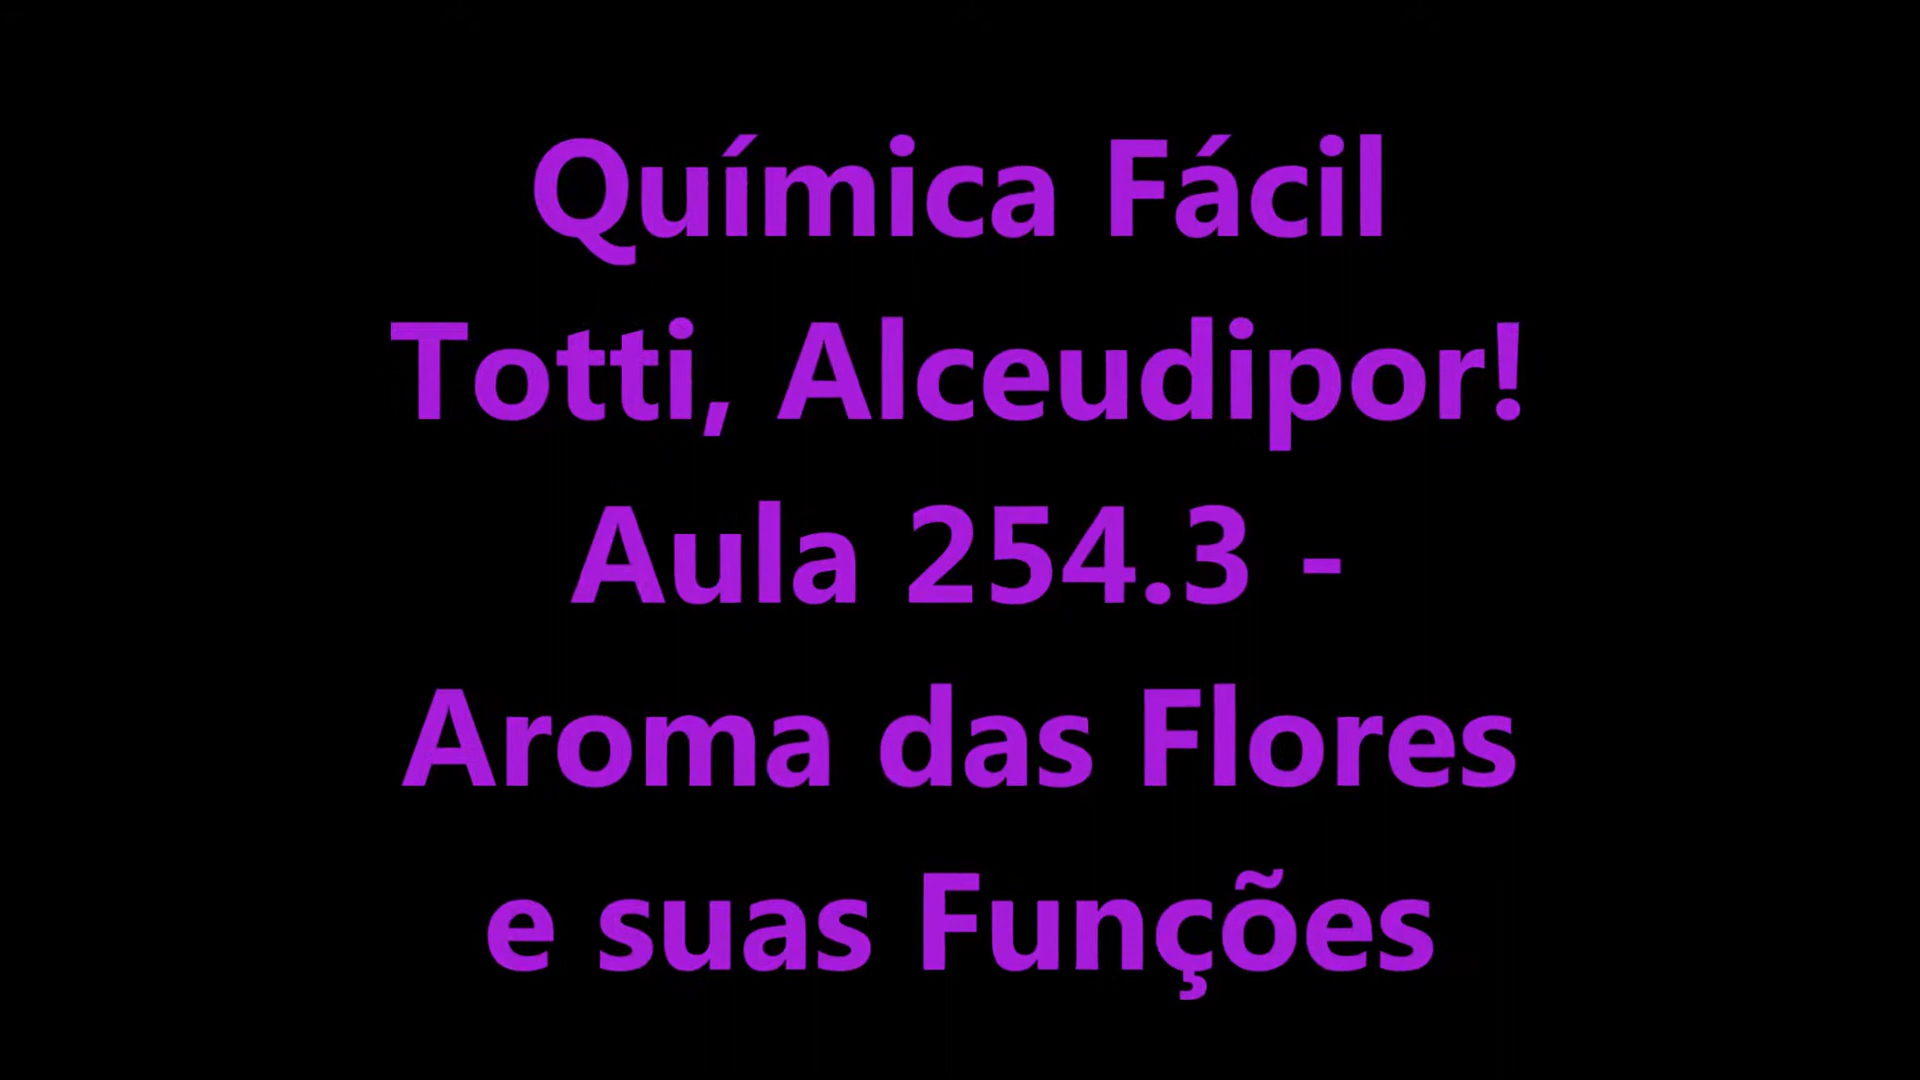 Química Fácil
Totti, Alceudipor!
Aula 254.3 -
Aroma das Flores
e suas Funções